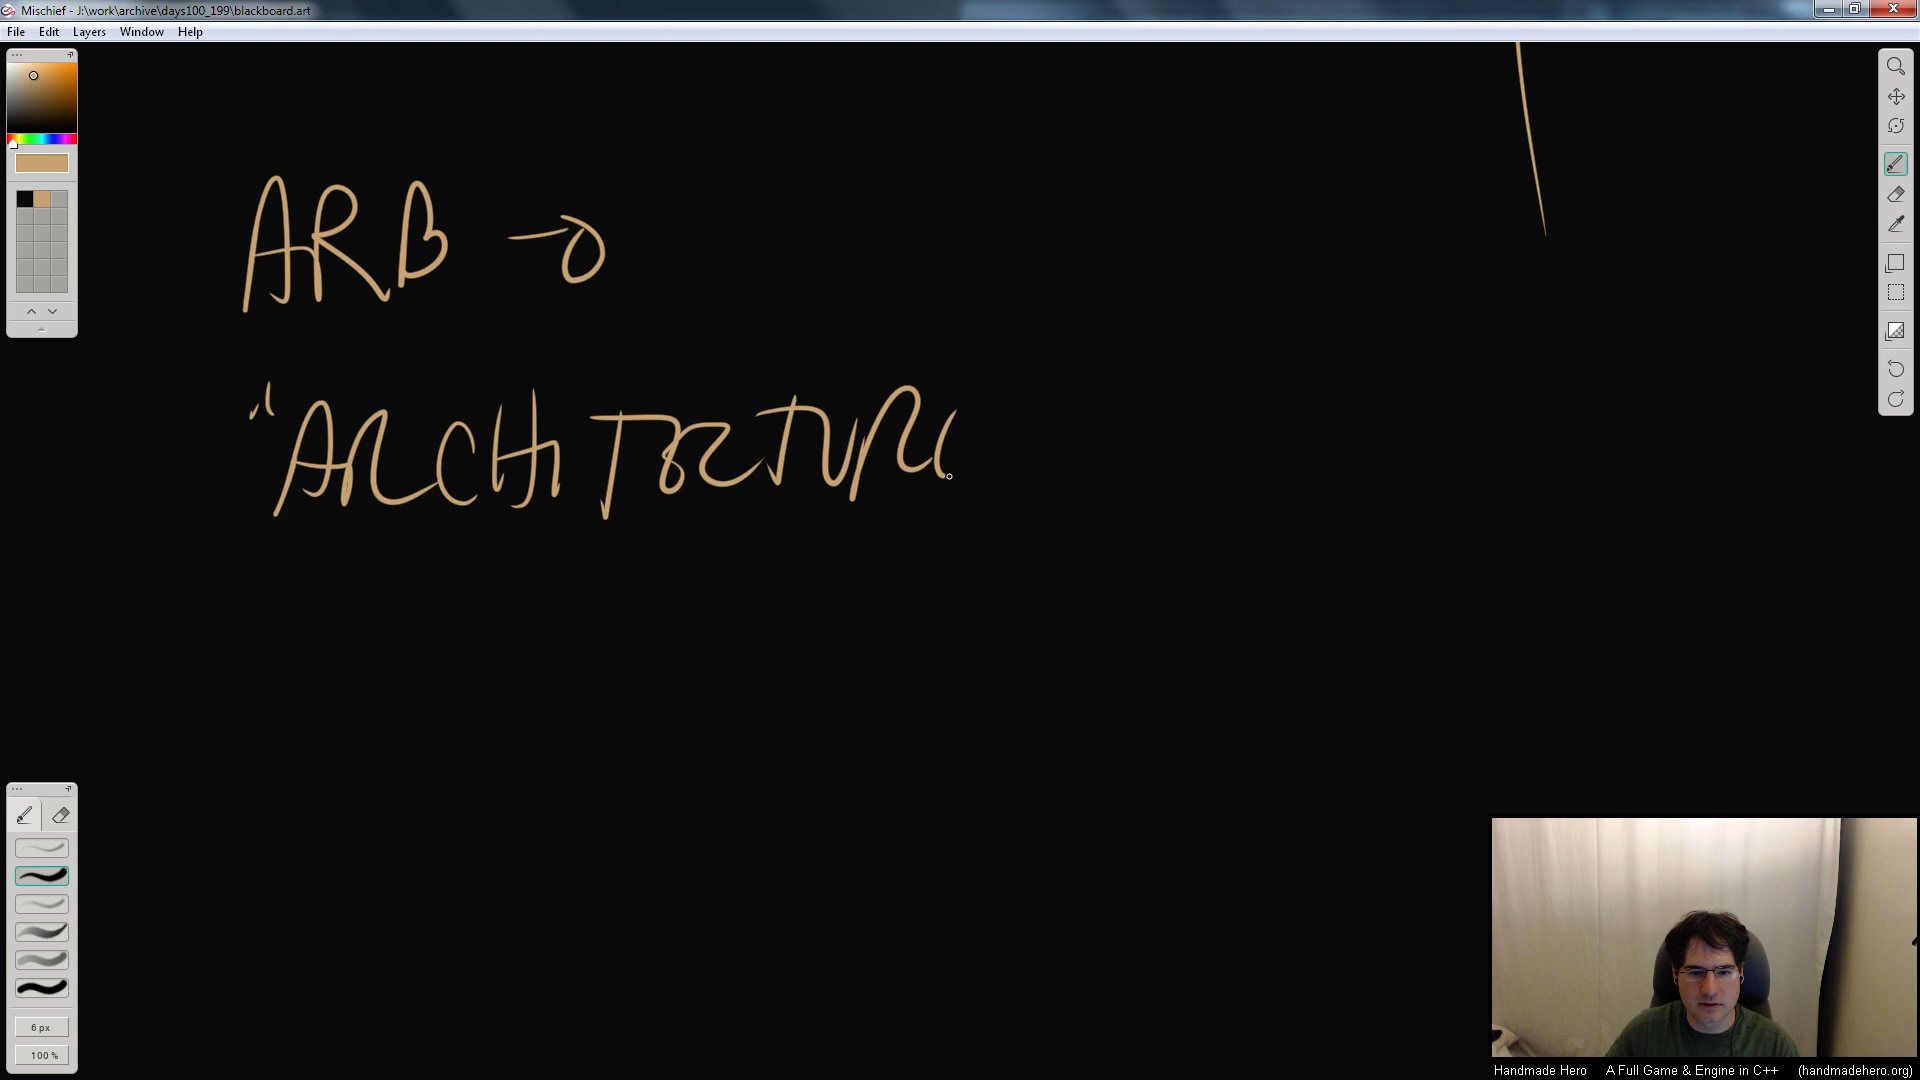 Mischief - J:\work\archive\days100_199\blackboard.art
File Edit Layers Window Help
ARB →
"ARCHITECTURE
6 px
100 %
Handmade Hero A Full Game & Engine in C++ (handmadehero.org)